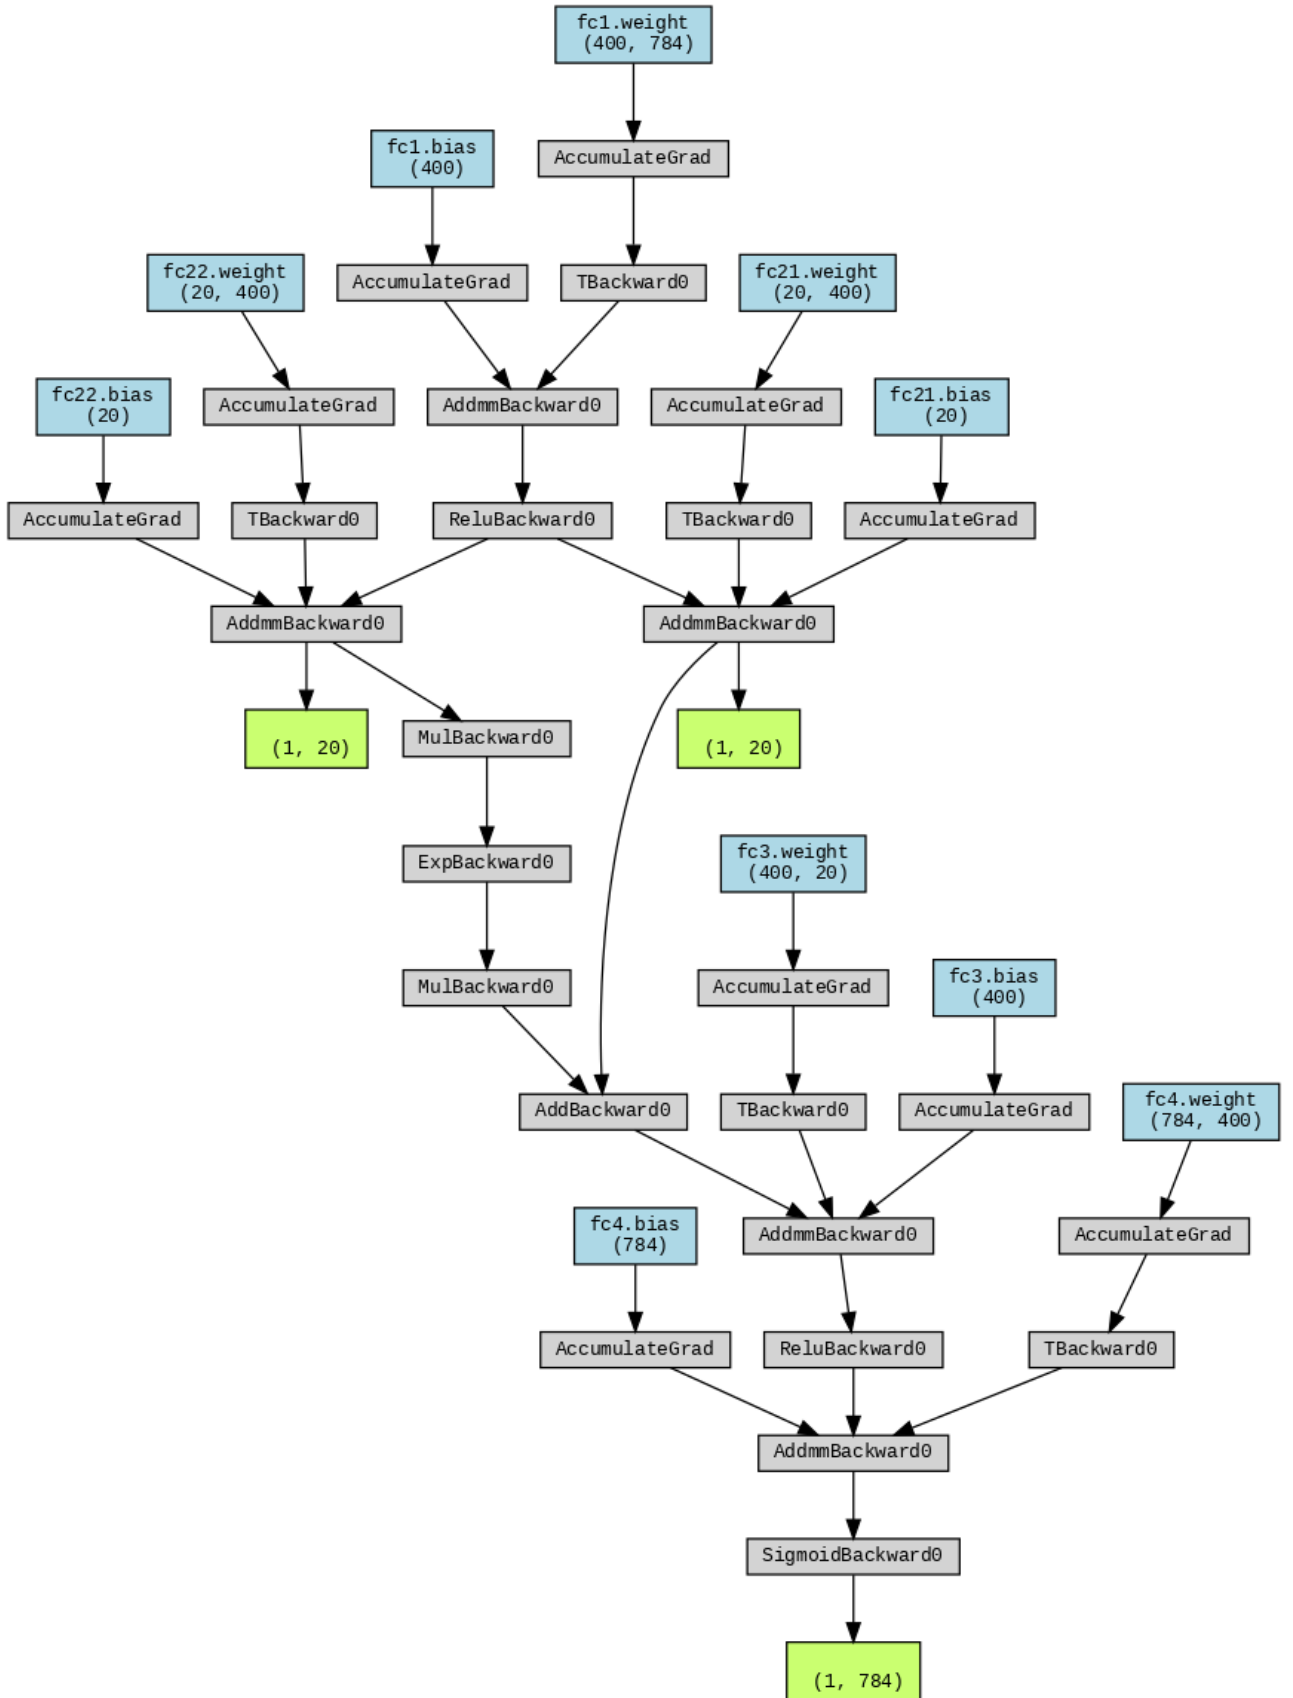 fc1.weight
(400, 784)
fc1.bias
(400)
AccumulateGrad
fc22.weight
(20, 400)
AccumulateGrad
TBackward0
fc21.weight
(20, 400)
fc22.bias
(20)
AccumulateGrad
AddmmBackward0
AccumulateGrad
fc21.bias
(20)
AccumulateGrad
TBackward0
ReluBackward0
TBackward0
AccumulateGrad
AddmmBackward0
AddmmBackward0
(1, 20)
MulBackward0
(1, 20)
ExpBackward0
fc3.weight
(400, 20)
MulBackward0
AccumulateGrad
fc3.bias
(400)
AddBackward0
TBackward0
AccumulateGrad
fc4.weight
(784, 400)
fc4.bias
(784)
AddmmBackward0
AccumulateGrad
AccumulateGrad
ReluBackward0
TBackward0
AddmmBackward0
SigmoidBackward0
(1, 784)